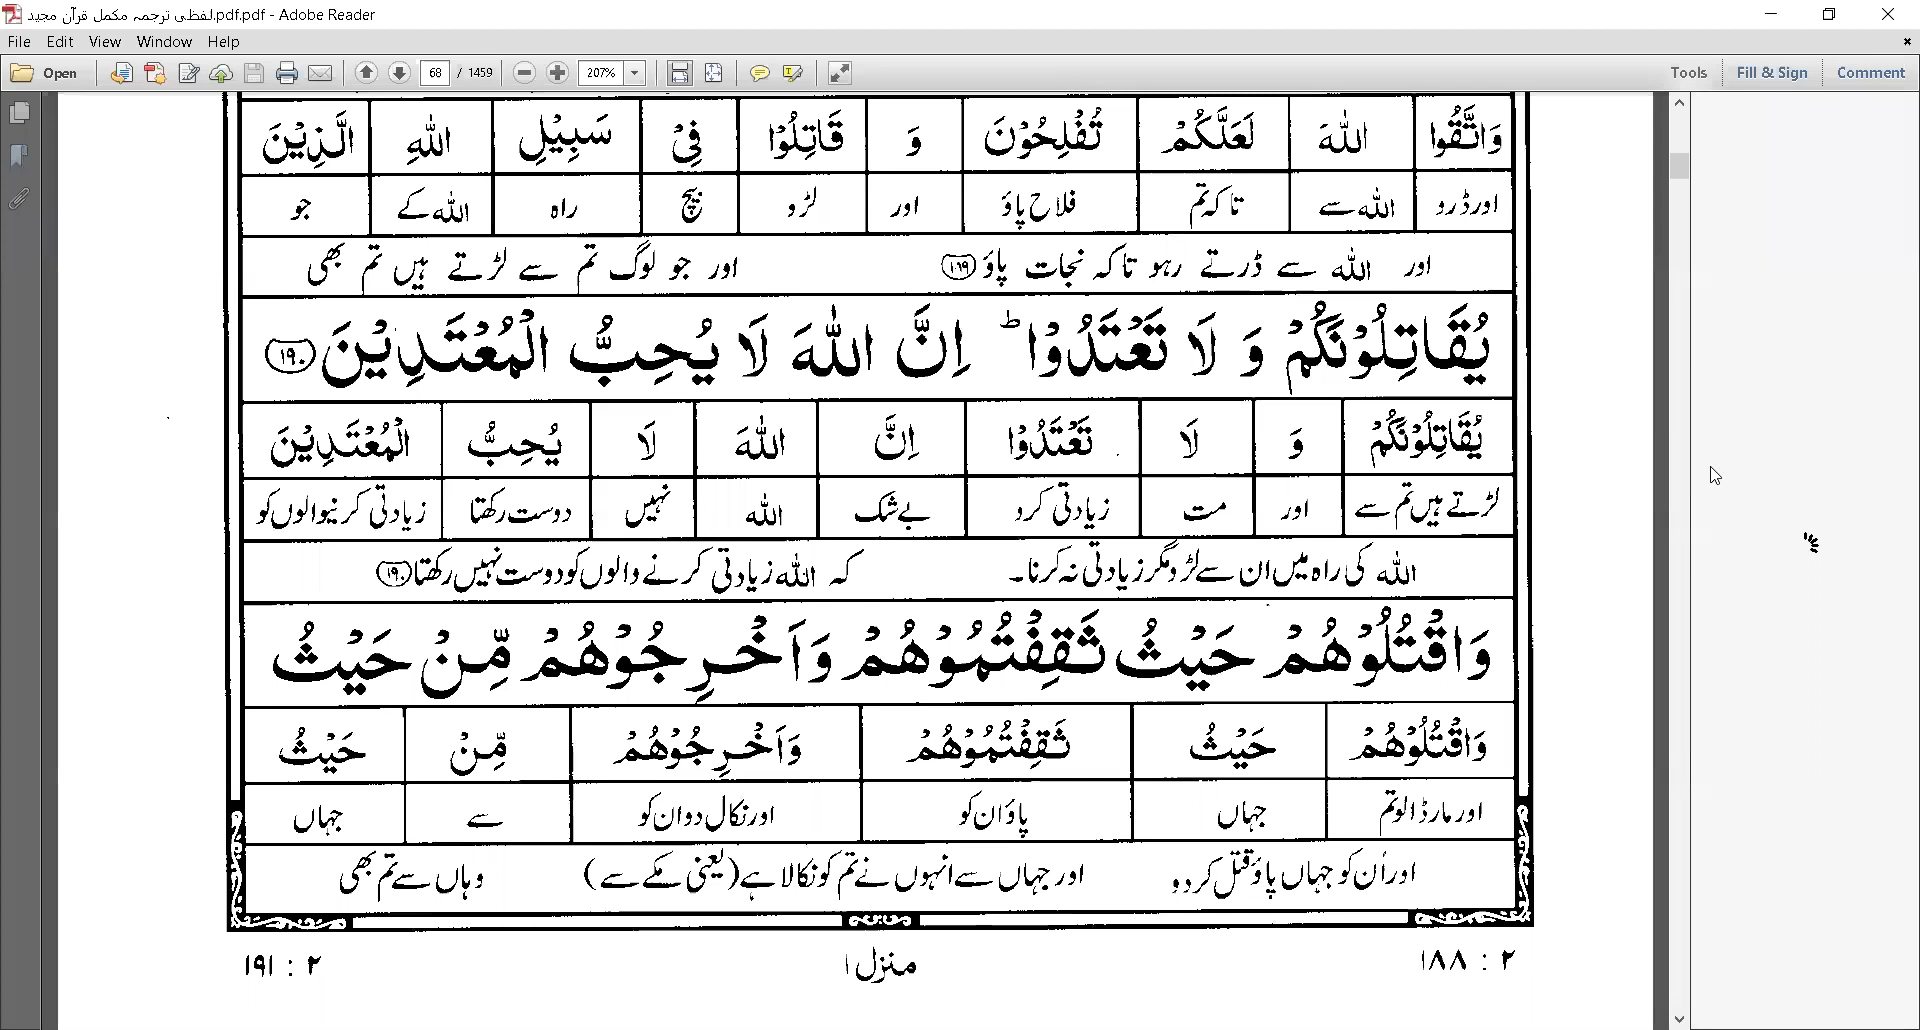 لفظی ترجمہ مکمل قرآن مجید.pdf.pdf - Adobe Reader
File Edit View Window Help
Open 68 / 1459 207% Tools Fill & Sign Comment
وَاتَّقُوا اللّٰهَ لَعَلَّكُمْ تُفْلِحُوْنَ وَ قَاتِلُوْا فِيْ سَبِيْلِ اللّٰهِ الَّذِيْنَ
اور ڈرو اللہ سے تاکہ تم فلاح پاؤ اور لڑو بیچ راہ اللہ کے جو
اور اللہ سے ڈرتے رہو تاکہ نجات پاؤ ﴿۱۸۹﴾ اور جو لوگ تم سے لڑتے ہیں تم بھی
يُقَاتِلُوْنَكُمْ وَ لَا تَعْتَدُوْا ؕ اِنَّ اللّٰهَ لَا يُحِبُّ الْمُعْتَدِيْنَ ﴿۱۹۰﴾
يُقَاتِلُوْنَكُمْ وَ لَا تَعْتَدُوْا اِنَّ اللّٰهَ لَا يُحِبُّ الْمُعْتَدِيْنَ
لڑتے ہیں تم سے اور مت زیادتی کرو بے شک اللہ نہیں دوست رکھتا زیادتی کرنیوالوں کو
اللہ کی راہ میں ان سے لڑو مگر زیادتی نہ کرنا۔ کہ اللہ زیادتی کرنے والوں کو دوست نہیں رکھتا ﴿۱۹۰﴾
وَاقْتُلُوْهُمْ حَيْثُ ثَقِفْتُمُوْهُمْ وَاَخْرِجُوْهُمْ مِّنْ حَيْثُ
وَاقْتُلُوْهُمْ حَيْثُ ثَقِفْتُمُوْهُمْ وَاَخْرِجُوْهُمْ مِّنْ حَيْثُ
اور مار ڈالو تم جہاں پاؤ ان کو اور نکال دو ان کو سے جہاں
اور اُن کو جہاں پاؤ قتل کر دو اور جہاں سے انہوں نے تم کو نکالا ہے (یعنی مکے سے) وہاں سے تم بھی
۲ : ۱۸۸ منزل ۱ ۲ : ۱۹۱